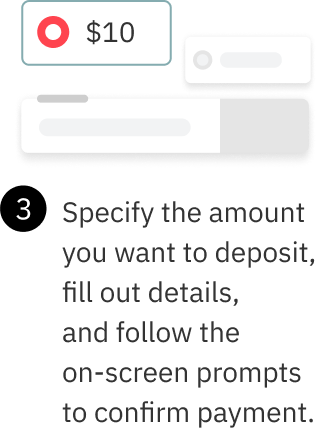 $10
3
Specify the amount
you want to deposit,
fill out details,
and follow the
on-screen prompts
to confirm payment.